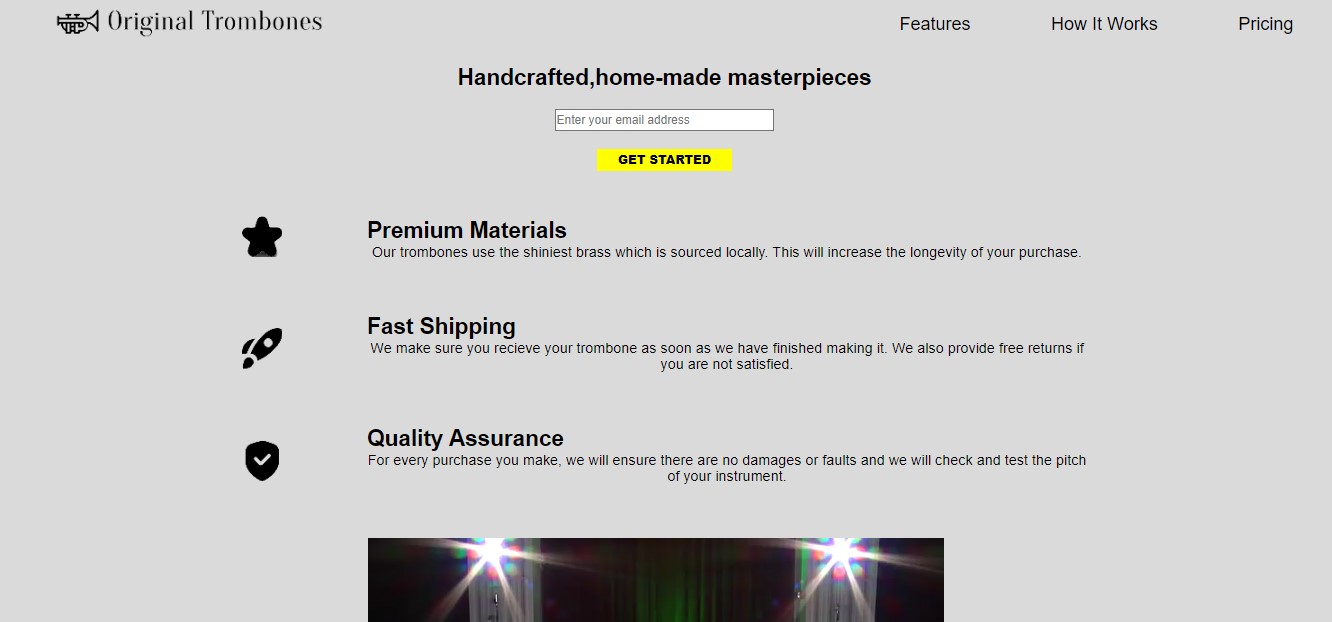 Original Trombones
Features
How It Works
Pricing
Handcrafted,home-made masterpieces
Enter your email address
GET STARTED
Premium Materials
Our trombones use the shiniest brass which is sourced locally. This will increase the longevity of your purchase.
Fast Shipping
We make sure you recieve your trombone as soon as we have finished making it. We also provide free returns if
you are not satisfied.
Quality Assurance
For every purchase you make, we will ensure there are no damages or faults and we will check and test the pitch
of your instrument.